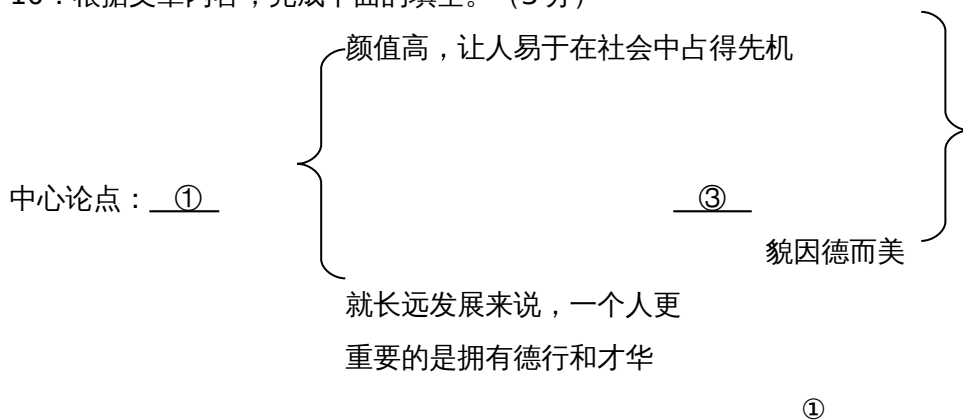 10．根据文章内容，完成下面的填空。（3分）
颜值高，让人易于在社会中占得先机
中心论点：① ③
貌因德而美
就长远发展来说，一个人更
重要的是拥有德行和才华
①